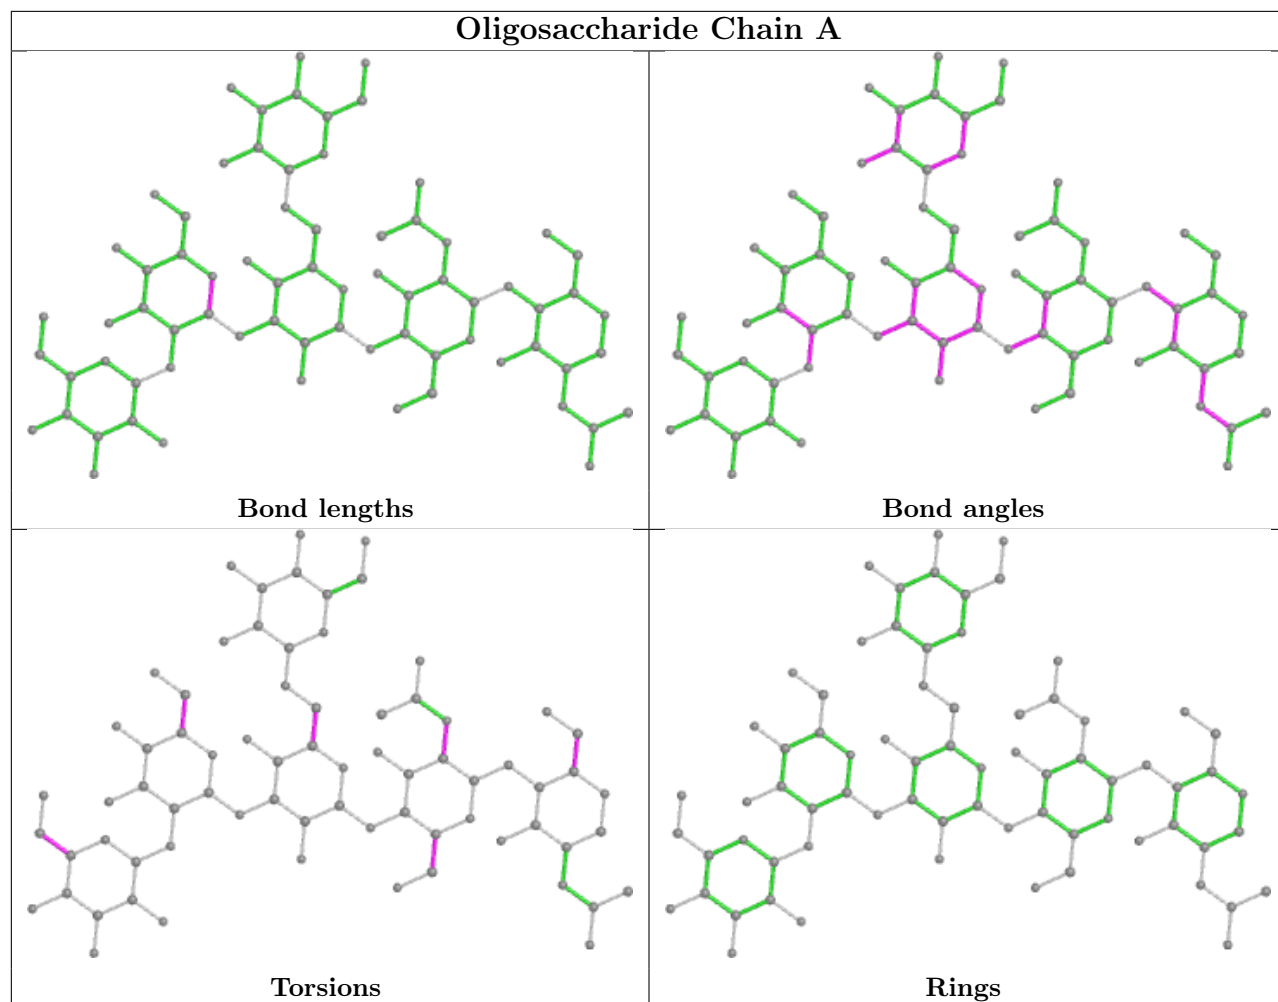 Oligosaccharide Chain A
Bond lengths
Bond angles
Torsions
Rings